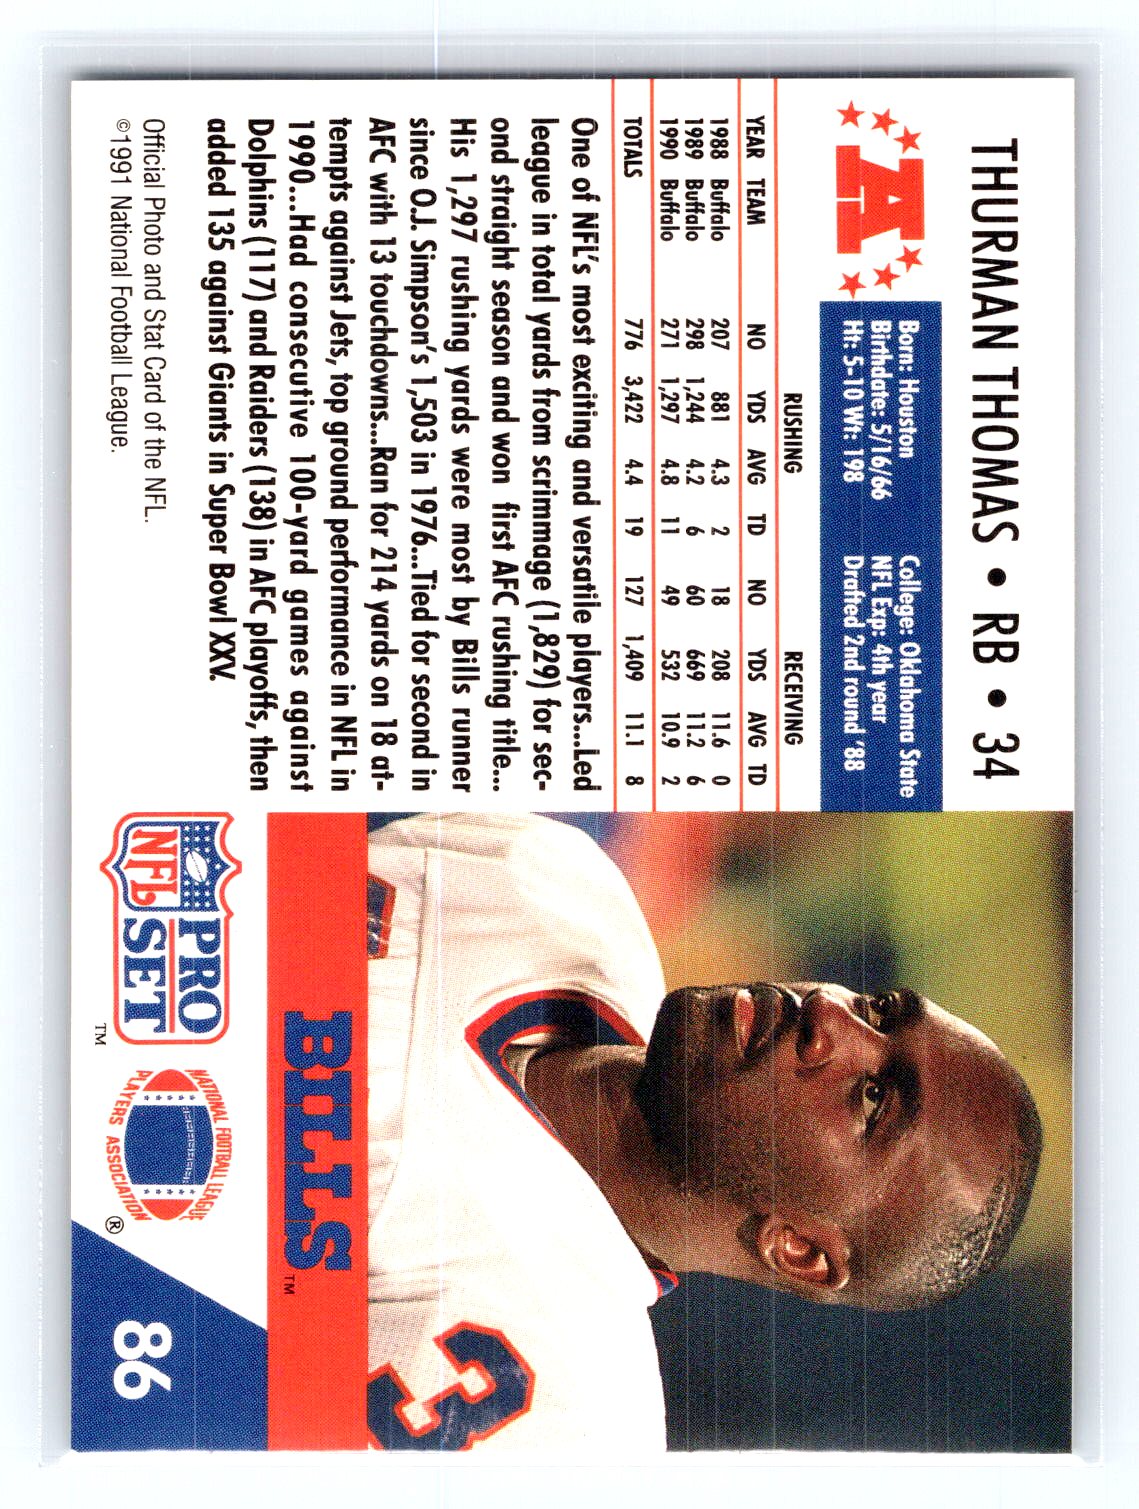 THURMAN THOMAS • RB • 34
A
Born: Houston
Birthdate: 5/16/66
Ht: 5-10 Wt: 198
College: Oklahoma State
NFL Exp: 4th year
Drafted 2nd round '88
RUSHING RECEIVING
YEAR TEAM NO YDS AVG TD NO YDS AVG TD
1988 Buffalo 207 881 4.3 2 18 208 11.6 0
1989 Buffalo 298 1,244 4.2 6 60 669 11.2 6
1990 Buffalo 271 1,297 4.8 11 49 532 10.9 2
TOTALS 776 3,422 4.4 19 127 1,409 11.1 8
One of NFL's most exciting and versatile players...Led
league in total yards from scrimmage (1,829) for sec-
ond straight season and won first AFC rushing title...
His 1,297 rushing yards were most by Bills runner
since O.J. Simpson's 1,503 in 1976...Tied for second in
AFC with 13 touchdowns...Ran for 214 yards on 18 at-
tempts against Jets, top ground performance in NFL in
1990...Had consecutive 100-yard games against
Dolphins (117) and Raiders (138) in AFC playoffs, then
added 135 against Giants in Super Bowl XXV.
Official Photo and Stat Card of the NFL.
©1991 National Football League.
3
BILLS™
NFL PRO SET™
NATIONAL FOOTBALL LEAGUE
PLAYERS ASSOCIATION®
86